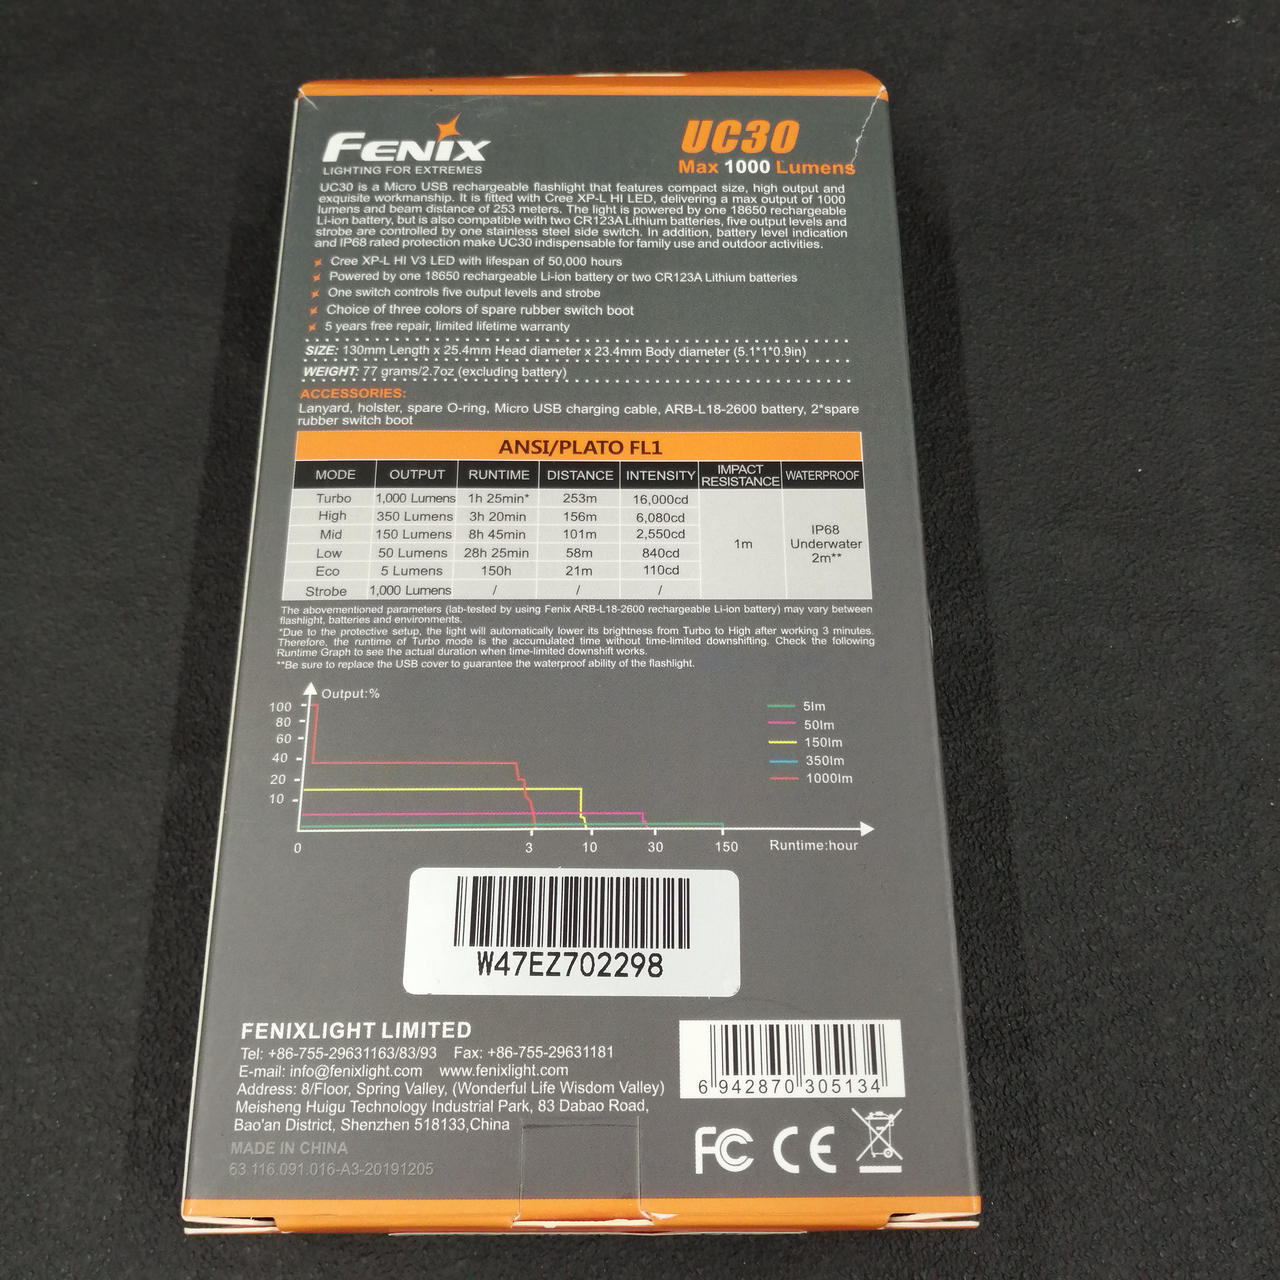 FENIX
LIGHTING FOR EXTREMES
UC30
Max 1000 Lumens
UC30 is a Micro USB rechargeable flashlight that features compact size, high output and
exquisite workmanship. It is fitted with Cree XP-L HI LED, delivering a max output of 1000
lumens and beam distance of 253 meters. The light is powered by one 18650 rechargeable
Li-ion battery, but is also compatible with two CR123A Lithium batteries, five output levels and
strobe are controlled by one stainless steel side switch. In addition, battery level indication
and IP68 rated protection make UC30 indispensable for family use and outdoor activities.
Cree XP-L HI V3 LED with lifespan of 50,000 hours
Powered by one 18650 rechargeable Li-ion battery or two CR123A Lithium batteries
One switch controls five output levels and strobe
Choice of three colors of spare rubber switch boot
5 years free repair, limited lifetime warranty
SIZE: 130mm Length x 25.4mm Head diameter x 23.4mm Body diameter (5.1*1*0.9in)
WEIGHT: 77 grams/2.7oz (excluding battery)
ACCESSORIES:
Lanyard, holster, spare O-ring, Micro USB charging cable, ARB-L18-2600 battery, 2*spare
rubber switch boot
ANSI/PLATO FL1
MODE OUTPUT RUNTIME DISTANCE INTENSITY IMPACT RESISTANCE WATERPROOF
Turbo 1,000 Lumens 1h 25min* 253m 16,000cd
High 350 Lumens 3h 20min 156m 6,080cd
Mid 150 Lumens 8h 45min 101m 2,550cd
Low 50 Lumens 28h 25min 58m 840cd
Eco 5 Lumens 150h 21m 110cd
Strobe 1,000 Lumens / / /
1m
IP68
Underwater
2m**
The abovementioned parameters (lab-tested by using Fenix ARB-L18-2600 rechargeable Li-ion battery) may vary between
flashlight, batteries and environments.
*Due to the protective setup, the light will automatically lower its brightness from Turbo to High after working 3 minutes.
Therefore, the runtime of Turbo mode is the accumulated time without time-limited downshifting. Check the following
Runtime Graph to see the actual duration when time-limited downshift works.
**Be sure to replace the USB cover to guarantee the waterproof ability of the flashlight.
Output:%
100
80
60
40
20
10
0 3 10 30 150 Runtime:hour
5lm
50lm
150lm
350lm
1000lm
W47EZ702298
FENIXLIGHT LIMITED
Tel: +86-755-29631163/83/93 Fax: +86-755-29631181
E-mail: info@fenixlight.com www.fenixlight.com
Address: 8/Floor, Spring Valley, (Wonderful Life Wisdom Valley)
Meisheng Huigu Technology Industrial Park, 83 Dabao Road,
Bao'an District, Shenzhen 518133,China
MADE IN CHINA
63.116.091.016-A3-20191205
6 942870 305134
FC CE